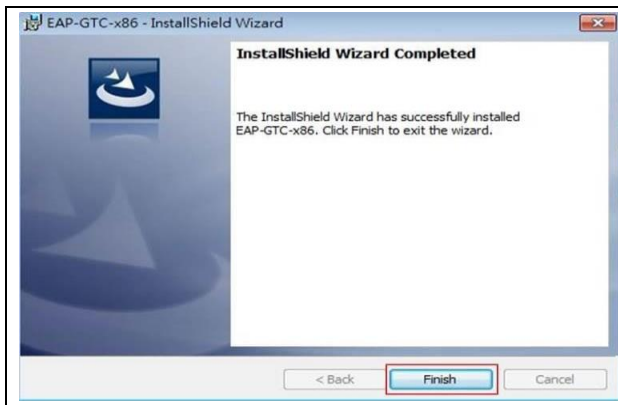 EAP-GTC-x86 - InstallShield Wizard
InstallShield Wizard Completed
The InstallShield Wizard has successfully installed
EAP-GTC-x86. Click Finish to exit the wizard.
< Back
Finish
Cancel